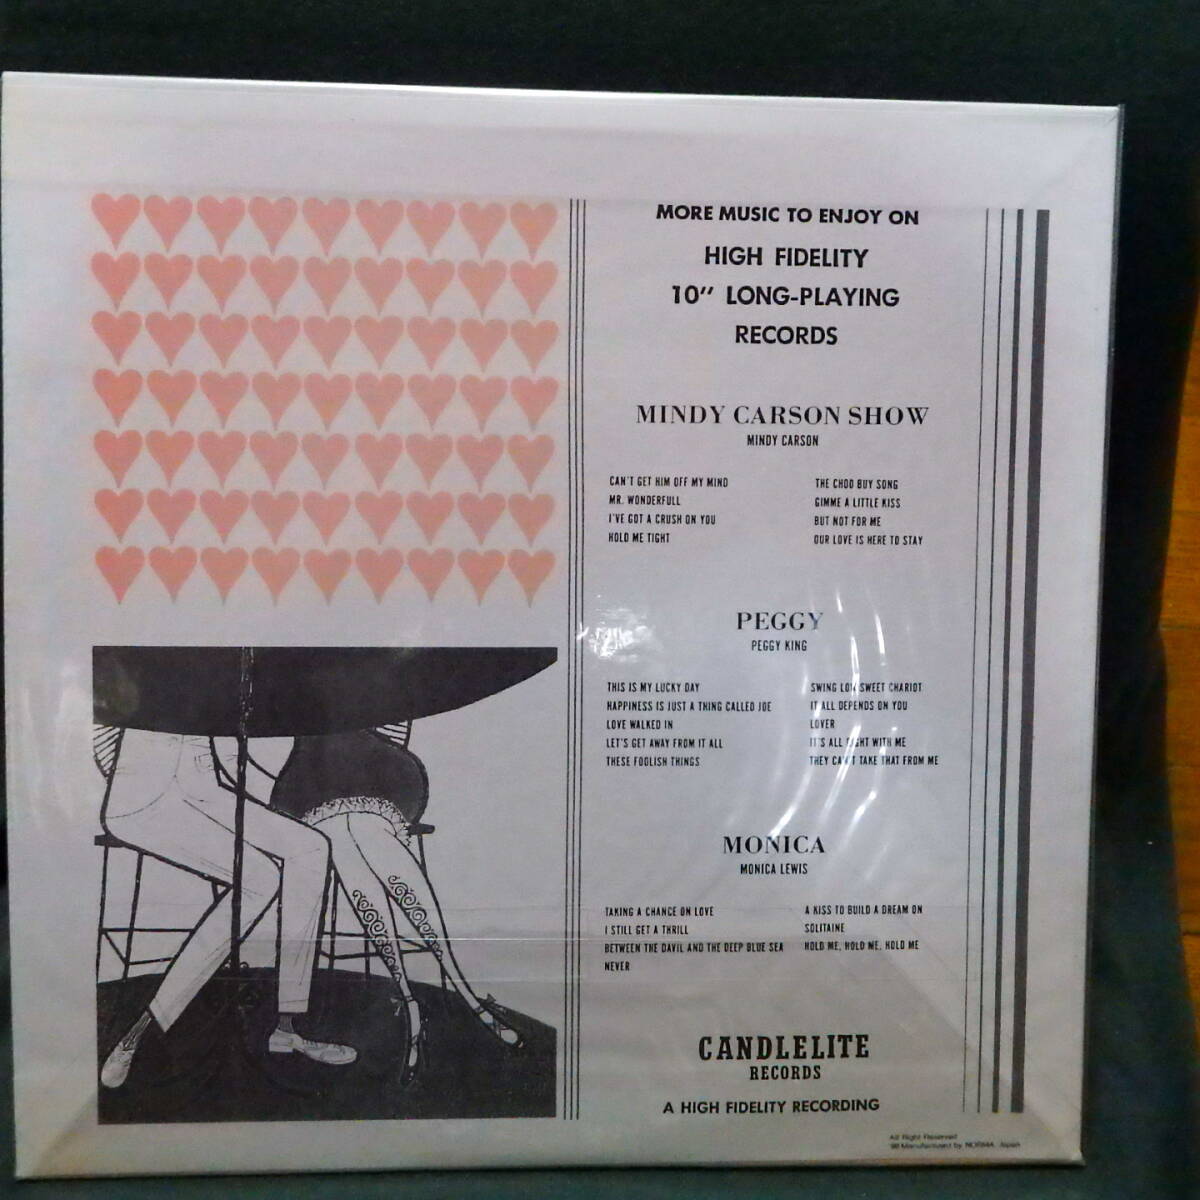 MORE MUSIC TO ENJOY ON
HIGH FIDELITY
10″ LONG-PLAYING
RECORDS
MINDY CARSON SHOW
MINDY CARSON
CAN'T GET HIM OFF MY MIND
MR. WONDERFULL
I'VE GOT A CRUSH ON YOU
HOLD ME TIGHT
THE CHOO BUY SONG
GIMME A LITTLE KISS
BUT NOT FOR ME
OUR LOVE IS HERE TO STAY
PEGGY
PEGGY KING
THIS IS MY LUCKY DAY
HAPPINESS IS JUST A THING CALLED JOE
LOVE WALKED IN
LET'S GET AWAY FROM IT ALL
THESE FOOLISH THINGS
SWING LOW SWEET CHARIOT
IT ALL DEPENDS ON YOU
LOVER
IT'S ALL RIGHT WITH ME
THEY CAN'T TAKE THAT FROM ME
MONICA
MONICA LEWIS
TAKING A CHANCE ON LOVE
I STILL GET A THRILL
BETWEEN THE DAVIL AND THE DEEP BLUE SEA
NEVER
A KISS TO BUILD A DREAM ON
SOLITAINE
HOLD ME, HOLD ME, HOLD ME
CANDLELITE
RECORDS
A HIGH FIDELITY RECORDING
All Right Reserved
'98 Manufactured by NORMA, Japan